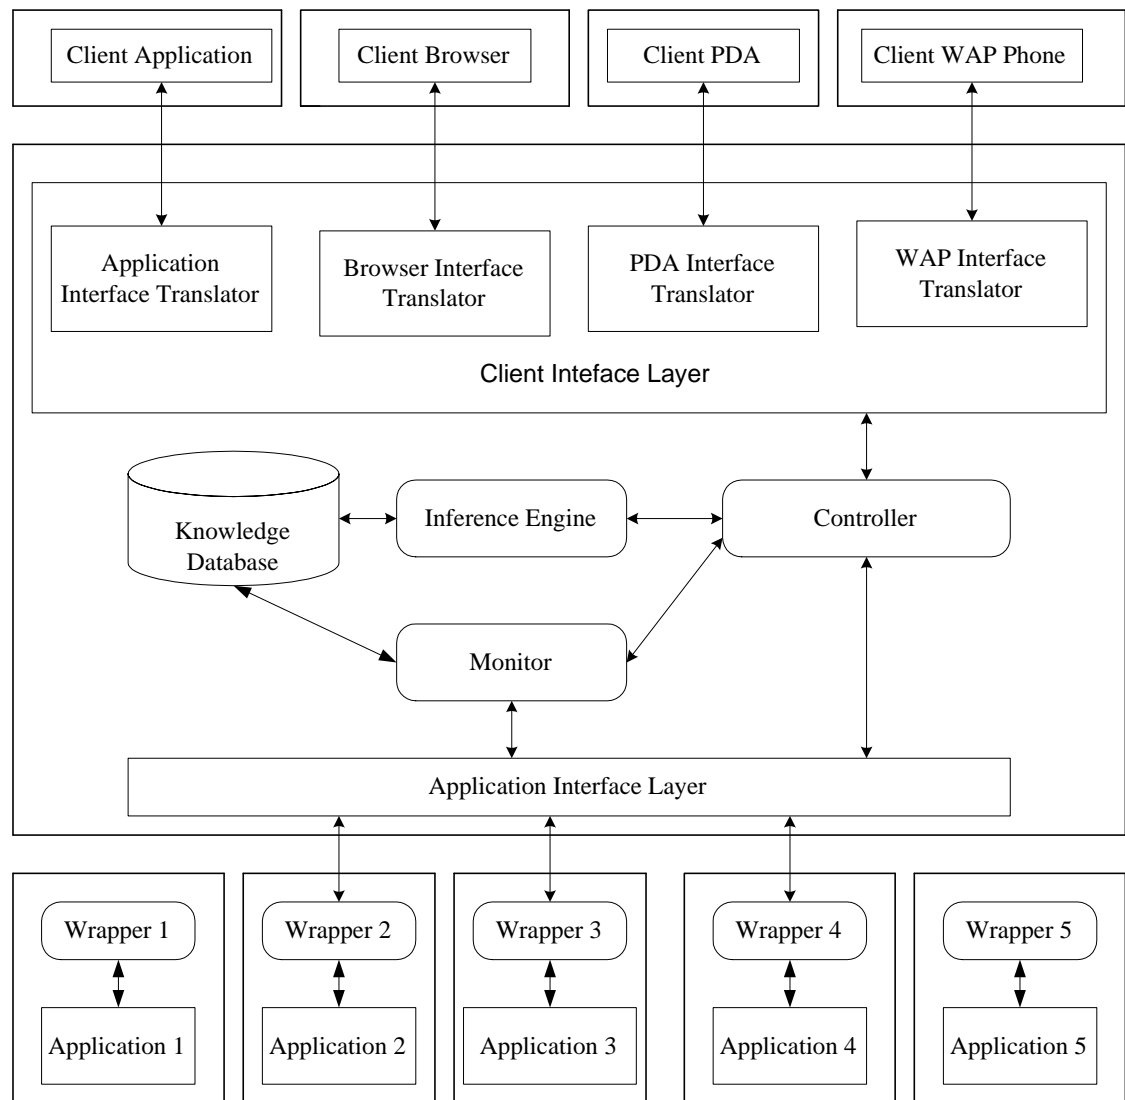 Client Application
Client Browser
Client PDA
Client WAP Phone
Application
Interface Translator
Browser Interface
Translator
PDA Interface
Translator
WAP Interface
Translator
Client Inteface Layer
Knowledge
Database
Inference Engine
Controller
Monitor
Application Interface Layer
Wrapper 1
Wrapper 2
Wrapper 3
Wrapper 4
Wrapper 5
Application 1
Application 2
Application 3
Application 4
Application 5